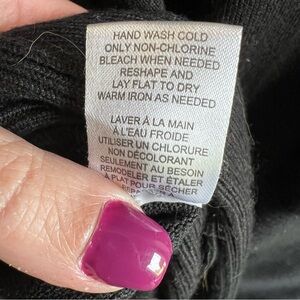 HAND WASH COLD
ONLY NON-CHLORINE
BLEACH WHEN NEEDED
RESHAPE AND
LAY FLAT TO DRY
WARM IRON AS NEEDED
LAVER À LA MAIN
À L'EAU FROIDE
UTILISER UN CHLORURE
NON DÉCOLORANT
SEULEMENT AU BESOIN
REMODELER ET ÉTALER
À PLAT POUR SÉCHER